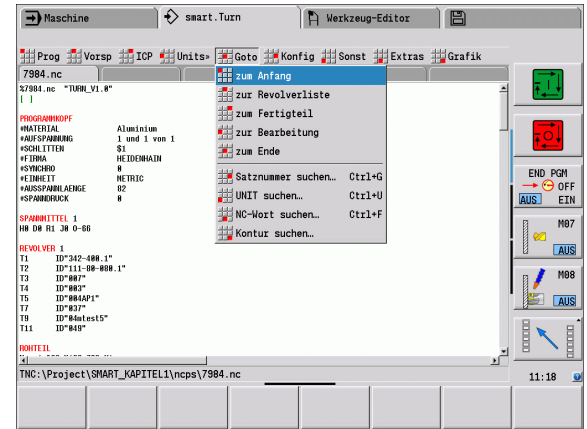 Maschine
smart.Turn
Werkzeug-Editor
Prog Vorsp ICP Units» Goto Konfig Sonst Extras Grafik
7984.nc
zum Anfang
zur Revolverliste
zum Fertigteil
zur Bearbeitung
zum Ende
Satznummer suchen… Ctrl+G
UNIT suchen… Ctrl+U
NC-Wort suchen… Ctrl+F
Kontur suchen…
%7984.nc "TURN_V1.0"
[ ]
PROGRAMMKOPF
#MATERIAL Aluminium
#AUFSPANNUNG 1 und 1 von 1
#SCHLITTEN $1
#FIRMA HEIDENHAIN
#SYNCHRO 0
#EINHEIT METRIC
#AUSSPANNLAENGE 82
#SPANNDRUCK 0
SPANNMITTEL 1
H0 D0 R1 J0 O-66
REVOLVER 1
T1 ID"342-400.1"
T2 ID"111-80-080.1"
T3 ID"007"
T4 ID"003"
T5 ID"004AP1"
T7 ID"037"
T9 ID"04mtest5"
T11 ID"049"
ROHTEIL
TNC:\Project\SMART_KAPITEL1\ncps\7984.nc
END PGM
OFF
AUS EIN
M07
AUS
M08
AUS
11:18